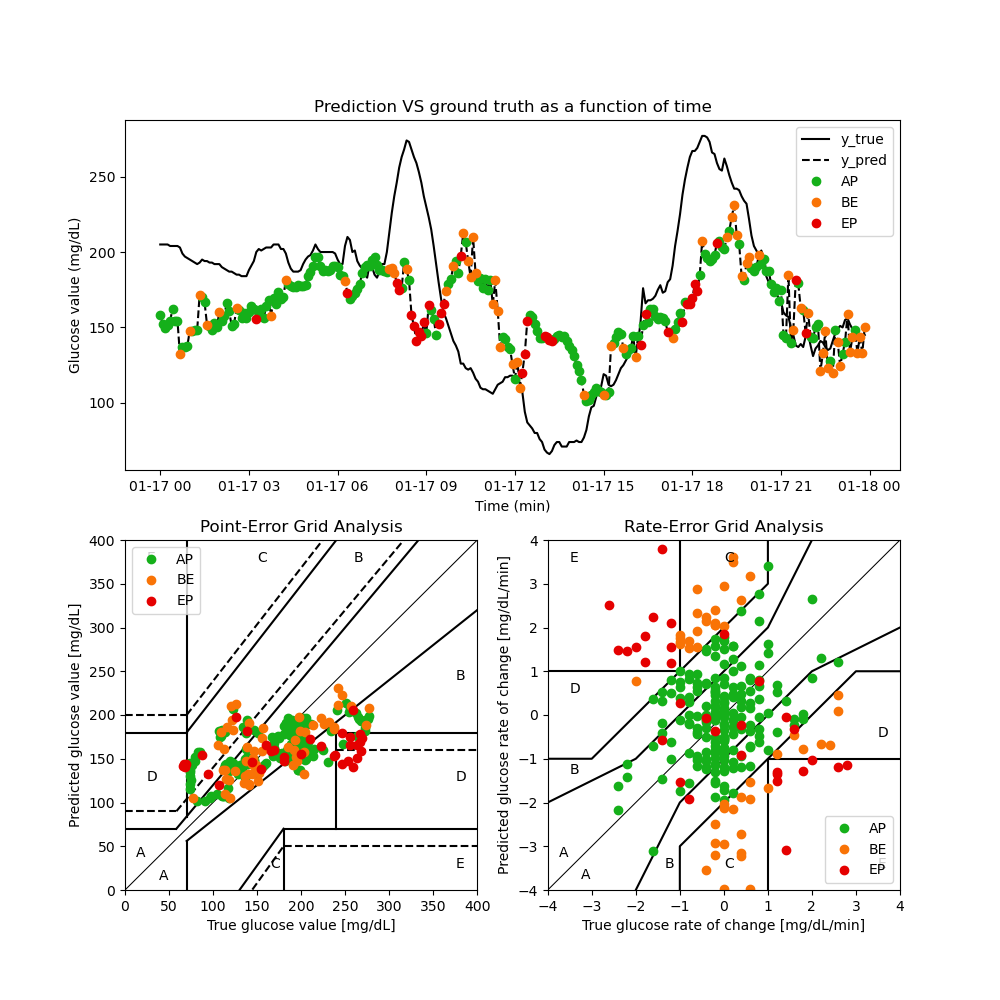 Prediction VS ground truth as a function of time
Glucose value (mg/dL)
250
200
150
100
y_true
y_pred
AP
BE
EP
01-17 00 01-17 03 01-17 06 01-17 09 01-17 12 01-17 15 01-17 18 01-17 21 01-18 00
Time (min)
Point-Error Grid Analysis
Predicted glucose value [mg/dL]
400
350
300
250
200
150
100
50
0
AP
BE
EP
C B
B
D D
A
A
C E
0 50 100 150 200 250 300 350 400
True glucose value [mg/dL]
Rate-Error Grid Analysis
Predicted glucose rate of change [mg/dL/min]
4
3
2
1
0
−1
−2
−3
−4
E C
D
D
B
A
A
B C
AP
BE
EP
−4 −3 −2 −1 0 1 2 3 4
True glucose rate of change [mg/dL/min]